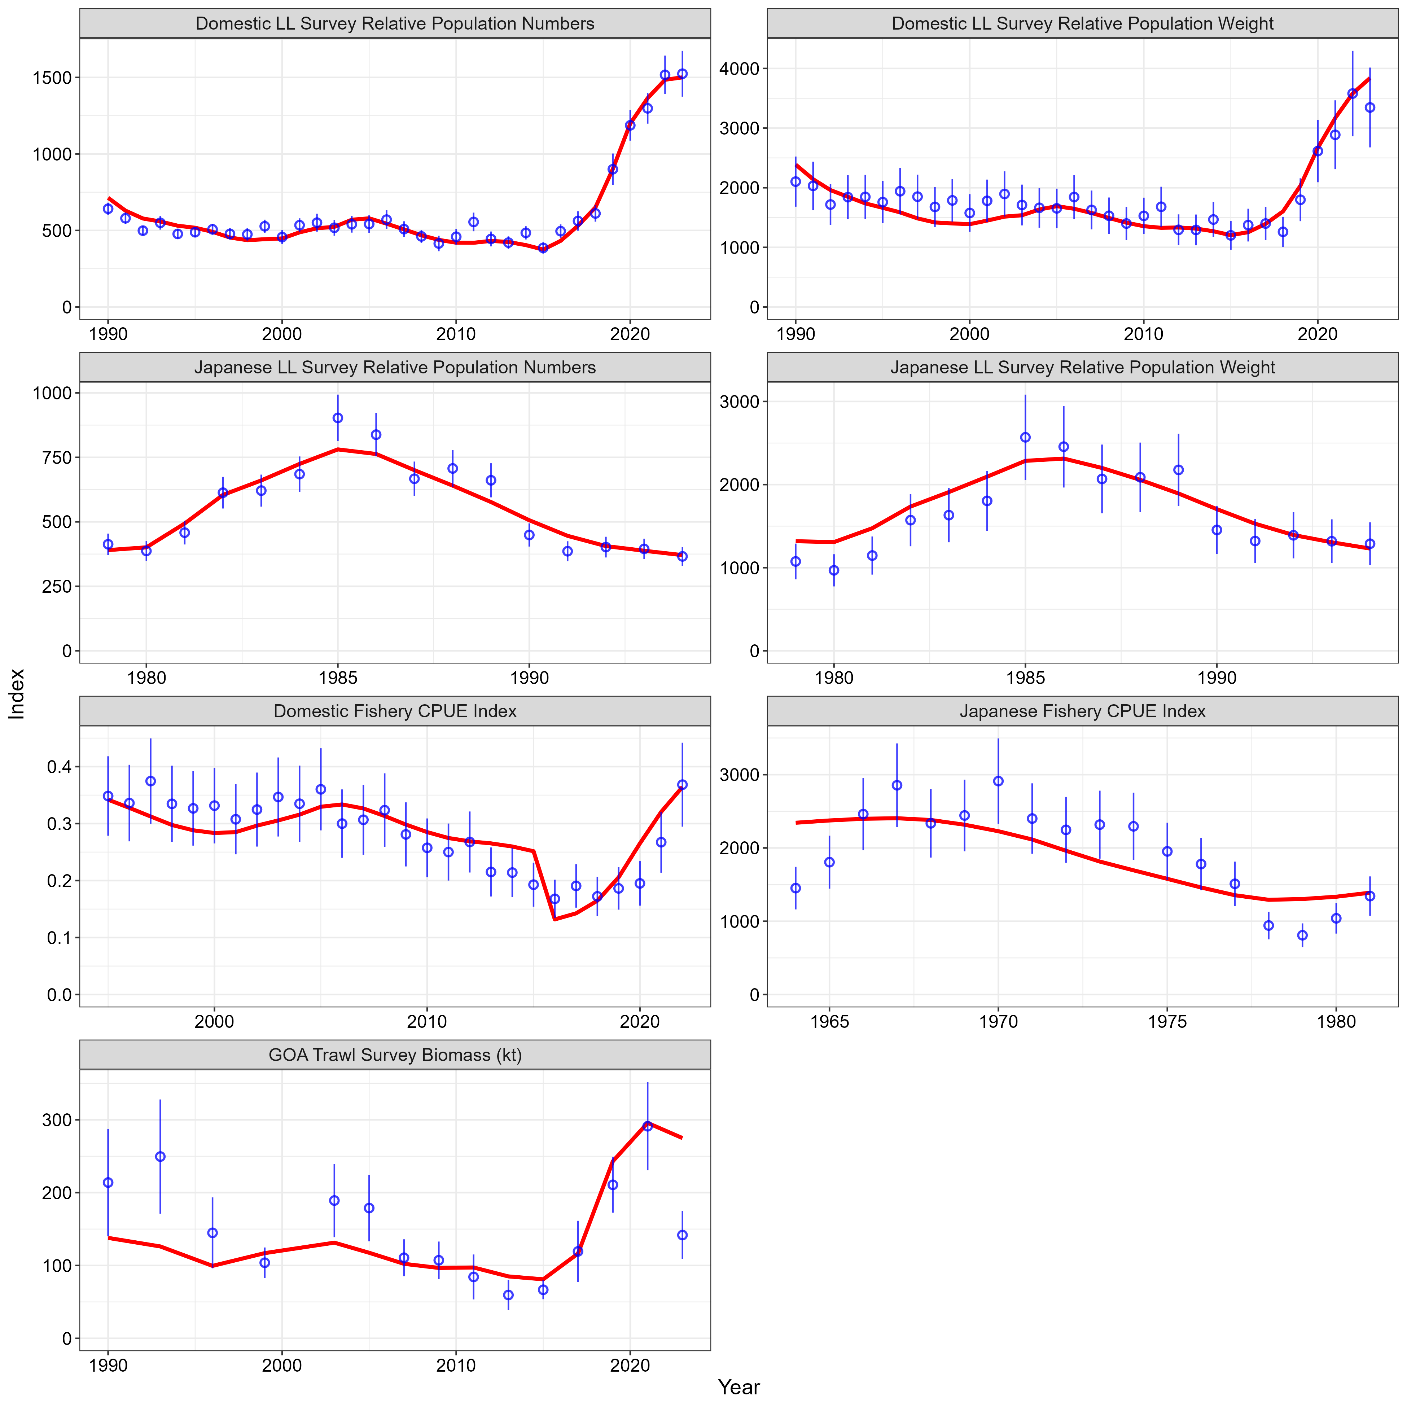 Domestic LL Survey Relative Population Numbers
1500
1000
500
0
1990 2000 2010 2020
Domestic LL Survey Relative Population Weight
4000
3000
2000
1000
0
1990 2000 2010 2020
Japanese LL Survey Relative Population Numbers
1000
750
500
250
0
1980 1985 1990
Japanese LL Survey Relative Population Weight
3000
2000
1000
0
1980 1985 1990
Index
Domestic Fishery CPUE Index
0.4
0.3
0.2
0.1
0.0
2000 2010 2020
Japanese Fishery CPUE Index
3000
2000
1000
0
1965 1970 1975 1980
GOA Trawl Survey Biomass (kt)
300
200
100
0
1990 2000 2010 2020
Year